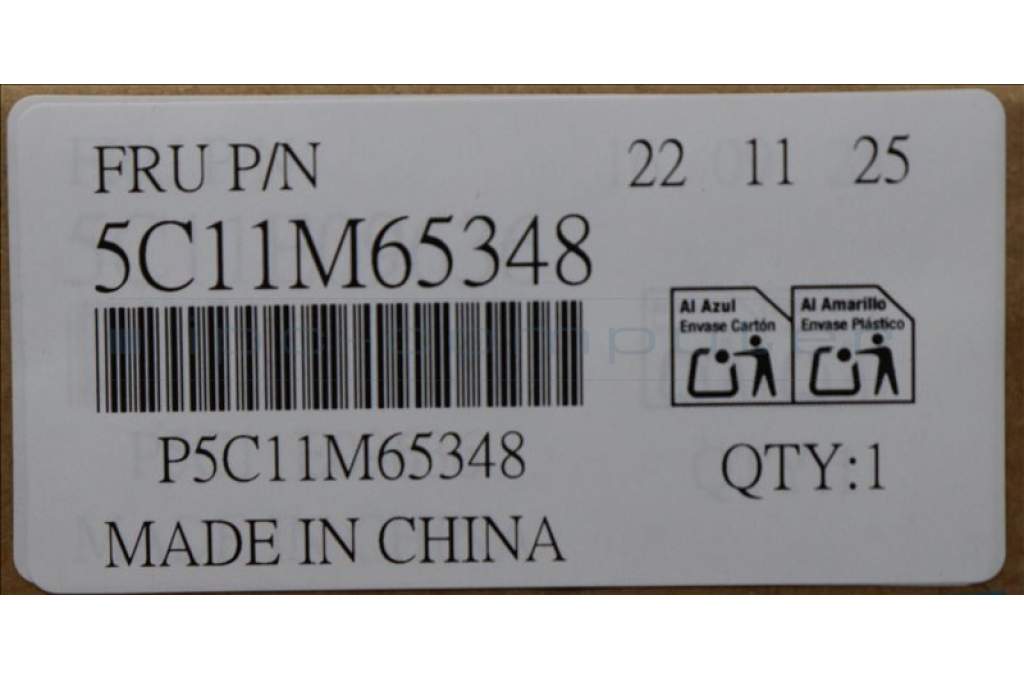 FRU P/N 22 11 25
5C11M65348
Al Azul
Envase Cartón
Al Amarillo
Envase Plástico
P5C11M65348
QTY:1
MADE IN CHINA